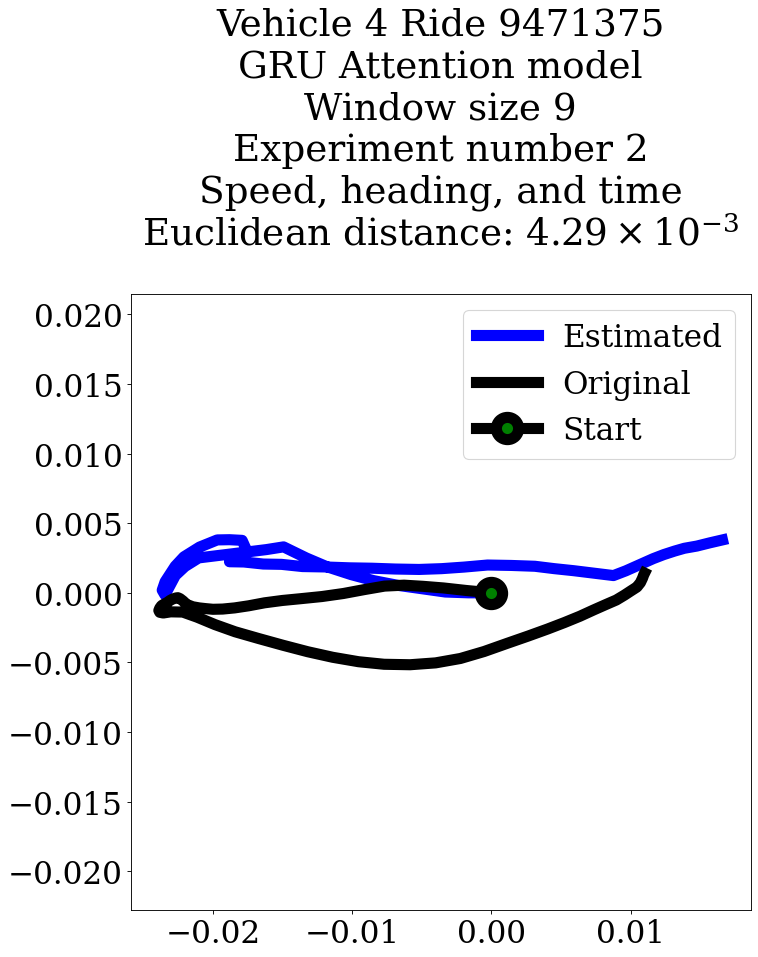 Vehicle 4 Ride 9471375
GRU Attention model
Window size 9
Experiment number 2
Speed, heading, and time
Euclidean distance: 4.29 × 10⁻³
0.020
0.015
0.010
0.005
0.000
−0.005
−0.010
−0.015
−0.020
Estimated
Original
Start
−0.02 −0.01 0.00 0.01